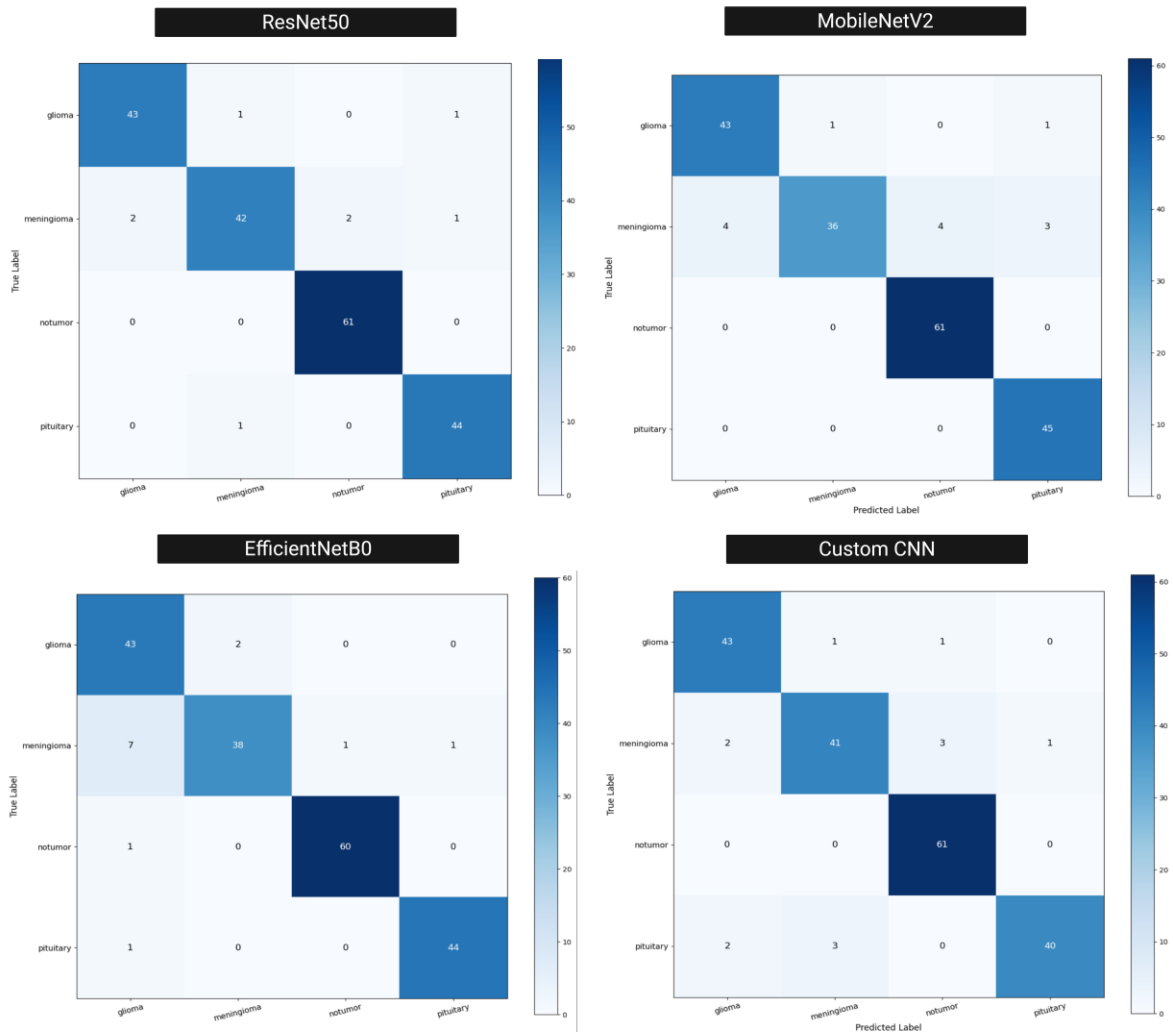 ResNet50
glioma 43 1 0 1
meningioma 2 42 2 1
notumor 0 0 61 0
pituitary 0 1 0 44
glioma meningioma notumor pituitary
True Label
50
40
30
20
10
0
MobileNetV2
glioma 43 1 0 1
meningioma 4 36 4 3
notumor 0 0 61 0
pituitary 0 0 0 45
glioma meningioma notumor pituitary
Predicted Label
True Label
60
50
40
30
20
10
0
EfficientNetB0
glioma 43 2 0 0
meningioma 7 38 1 1
notumor 1 0 60 0
pituitary 1 0 0 44
glioma meningioma notumor pituitary
True Label
60
50
40
30
20
10
0
Custom CNN
glioma 43 1 1 0
meningioma 2 41 3 1
notumor 0 0 61 0
pituitary 2 3 0 40
glioma meningioma notumor pituitary
Predicted Label
True Label
60
50
40
30
20
10
0